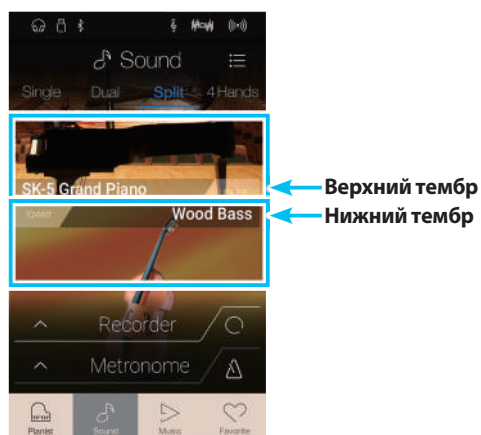 Sound
Single Dual Split 4 Hands
SK-5 Grand Piano
Верхний тембр
lower Wood Bass
Нижний тембр
Recorder
Metronome
Pianist Sound Music Favorite